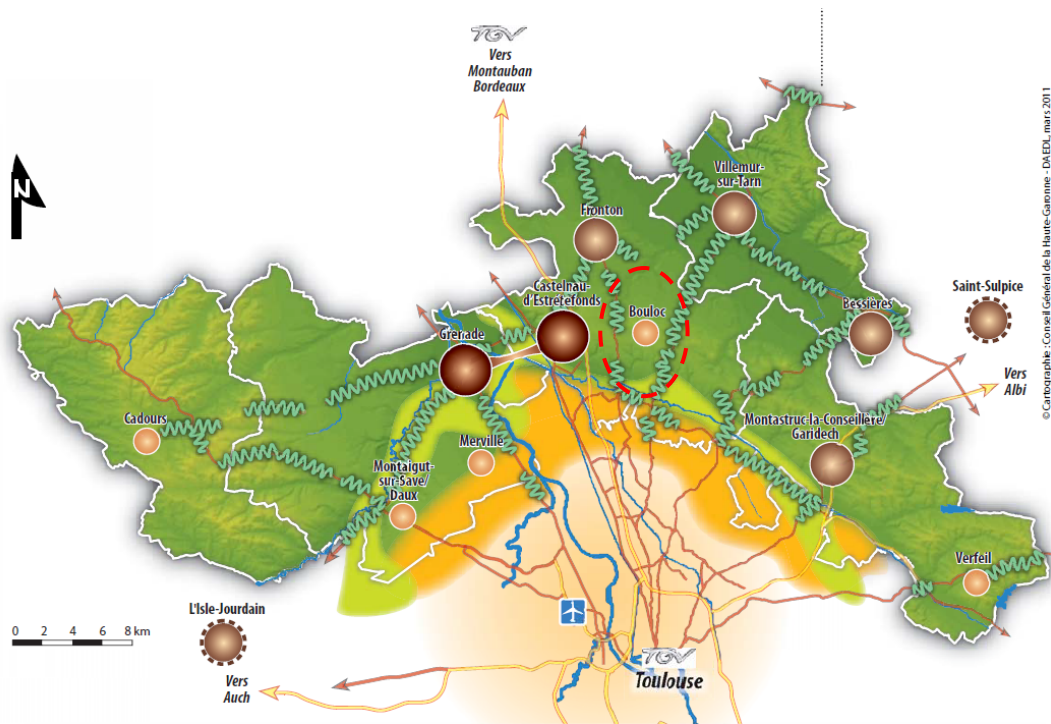 TGV
Vers
Montauban
Bordeaux
N
Villemur-
sur-Tarn
Fronton
Castelnau-
d'Estrétefonds
Bouloc
Bessières
Saint-Sulpice
Grenade
Vers
Albi
Cadours
Merville
Montastruc-la-Conseillère/
Garidech
Montaigut-
sur-Save/
Daux
Verfeil
L'Isle-Jourdain
0 2 4 6 8 km
TGV
Toulouse
Vers
Auch
© Cartographie : Conseil Général de la Haute-Garonne - DAEDL, mars 2011